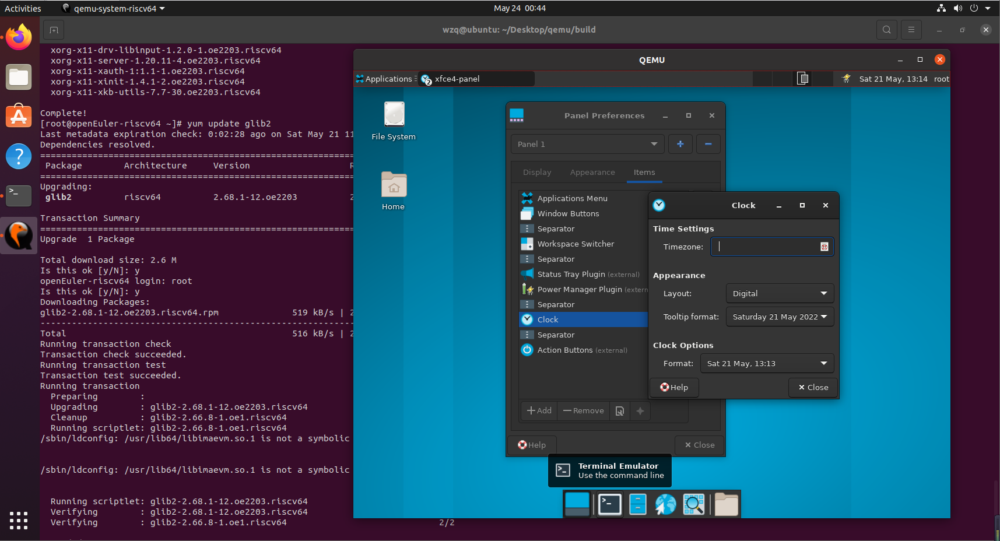 Activities
qemu-system-riscv64
May 24  00:44
wzq@ubuntu: ~/Desktop/qemu/build
xorg-x11-drv-libinput-1.2.0-1.oe2203.riscv64
xorg-x11-server-1.20.11-4.oe2203.riscv64
xorg-x11-xauth-1:1.1-1.oe2203.riscv64
xorg-x11-xinit-1.4.1-2.oe2203.riscv64
xorg-x11-xkb-utils-7.7-30.oe2203.riscv64
Complete!
[root@openEuler-riscv64 ~]# yum update glib2
Last metadata expiration check: 0:02:28 ago on Sat May 21 11
Dependencies resolved.
================================================================
Package        Architecture     Version                   R
================================================================
Upgrading:
glib2          riscv64          2.68.1-12.oe2203          2
Transaction Summary
================================================================
Upgrade  1 Package
Total download size: 2.6 M
Is this ok [y/N]: y
openEuler-riscv64 login: root
Is this ok [y/N]: y
Downloading Packages:
glib2-2.68.1-12.oe2203.riscv64.rpm              519 kB/s | 2
----------------------------------------------------------------
Total                                           516 kB/s | 2
Running transaction check
Transaction check succeeded.
Running transaction test
Transaction test succeeded.
Running transaction
Preparing        :
Upgrading        : glib2-2.68.1-12.oe2203.riscv64
Cleanup          : glib2-2.66.8-1.oe1.riscv64
Running scriptlet: glib2-2.66.8-1.oe1.riscv64
/sbin/ldconfig: /usr/lib64/libimaevm.so.1 is not a symbolic
/sbin/ldconfig: /usr/lib64/libimaevm.so.1 is not a symbolic
Running scriptlet: glib2-2.68.1-12.oe2203.riscv64
Verifying        : glib2-2.68.1-12.oe2203.riscv64
Verifying        : glib2-2.66.8-1.oe1.riscv64                             2/2
QEMU
Applications
2
xfce4-panel
Sat 21 May, 13:14
root
File System
Home
Panel Preferences
Panel 1
Display
Appearance
Items
Applications Menu
Window Buttons
Separator
Workspace Switcher
Separator
Status Tray Plugin (external)
Power Manager Plugin (extern
Separator
Clock
Separator
Action Buttons (external)
Add
Remove
Help
Close
Clock
Time Settings
Timezone:
Appearance
Layout: Digital
Tooltip format: Saturday 21 May 2022
Clock Options
Format: Sat 21 May, 13:13
Help
Close
Terminal Emulator
Use the command line